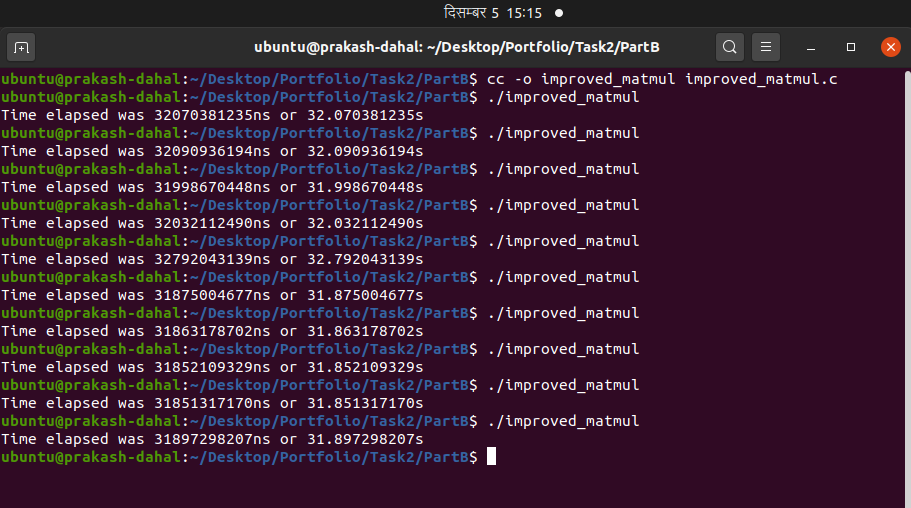 दिसम्बर 5 15:15
ubuntu@prakash-dahal: ~/Desktop/Portfolio/Task2/PartB
ubuntu@prakash-dahal:~/Desktop/Portfolio/Task2/PartB$ cc -o improved_matmul improved_matmul.c
ubuntu@prakash-dahal:~/Desktop/Portfolio/Task2/PartB$ ./improved_matmul
Time elapsed was 32070381235ns or 32.070381235s
ubuntu@prakash-dahal:~/Desktop/Portfolio/Task2/PartB$ ./improved_matmul
Time elapsed was 32090936194ns or 32.090936194s
ubuntu@prakash-dahal:~/Desktop/Portfolio/Task2/PartB$ ./improved_matmul
Time elapsed was 31998670448ns or 31.998670448s
ubuntu@prakash-dahal:~/Desktop/Portfolio/Task2/PartB$ ./improved_matmul
Time elapsed was 32032112490ns or 32.032112490s
ubuntu@prakash-dahal:~/Desktop/Portfolio/Task2/PartB$ ./improved_matmul
Time elapsed was 32792043139ns or 32.792043139s
ubuntu@prakash-dahal:~/Desktop/Portfolio/Task2/PartB$ ./improved_matmul
Time elapsed was 31875004677ns or 31.875004677s
ubuntu@prakash-dahal:~/Desktop/Portfolio/Task2/PartB$ ./improved_matmul
Time elapsed was 31863178702ns or 31.863178702s
ubuntu@prakash-dahal:~/Desktop/Portfolio/Task2/PartB$ ./improved_matmul
Time elapsed was 31852109329ns or 31.852109329s
ubuntu@prakash-dahal:~/Desktop/Portfolio/Task2/PartB$ ./improved_matmul
Time elapsed was 31851317170ns or 31.851317170s
ubuntu@prakash-dahal:~/Desktop/Portfolio/Task2/PartB$ ./improved_matmul
Time elapsed was 31897298207ns or 31.897298207s
ubuntu@prakash-dahal:~/Desktop/Portfolio/Task2/PartB$